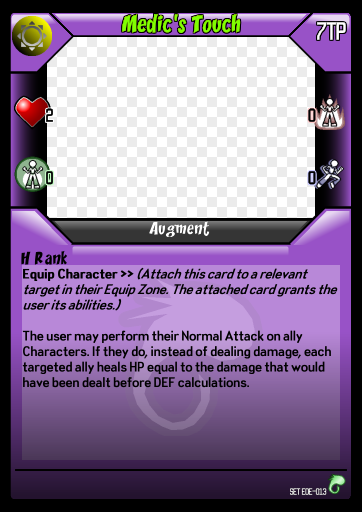 Medic's Touch
7TP
2
0
0
0
Augment
H Rank
Equip Character >> (Attach this card to a relevant
target in their Equip Zone. The attached card grants the
user its abilities.)
The user may perform their Normal Attack on ally
Characters. If they do, instead of dealing damage, each
targeted ally heals HP equal to the damage that would
have been dealt before DEF calculations.
SET EOE-013